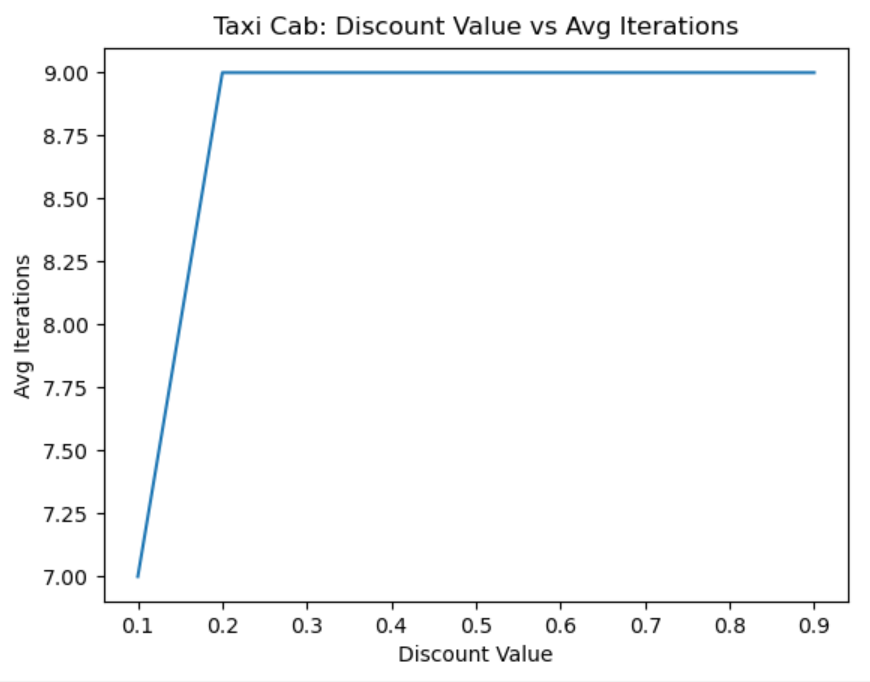 Taxi Cab: Discount Value vs Avg Iterations
9.00
8.75
8.50
8.25
8.00
7.75
7.50
7.25
7.00
Avg Iterations
0.1 0.2 0.3 0.4 0.5 0.6 0.7 0.8 0.9
Discount Value